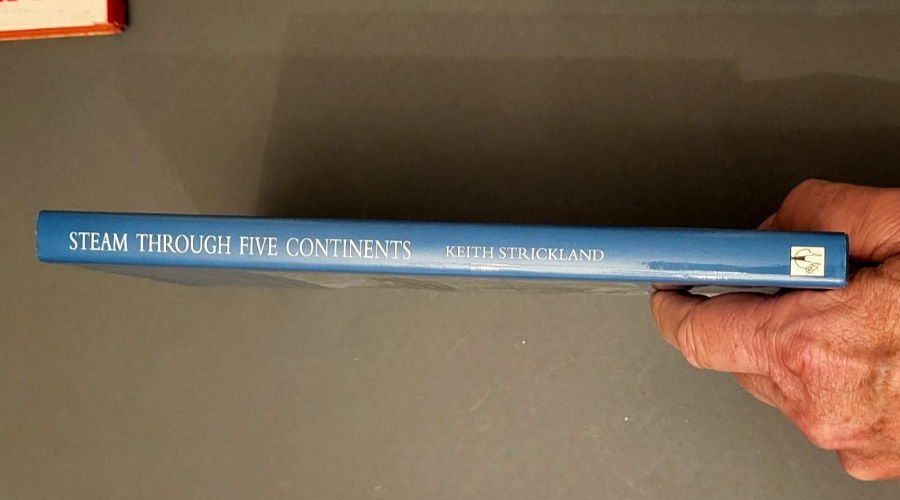 STEAM THROUGH FIVE CONTINENTS KEITH STRICKLAND